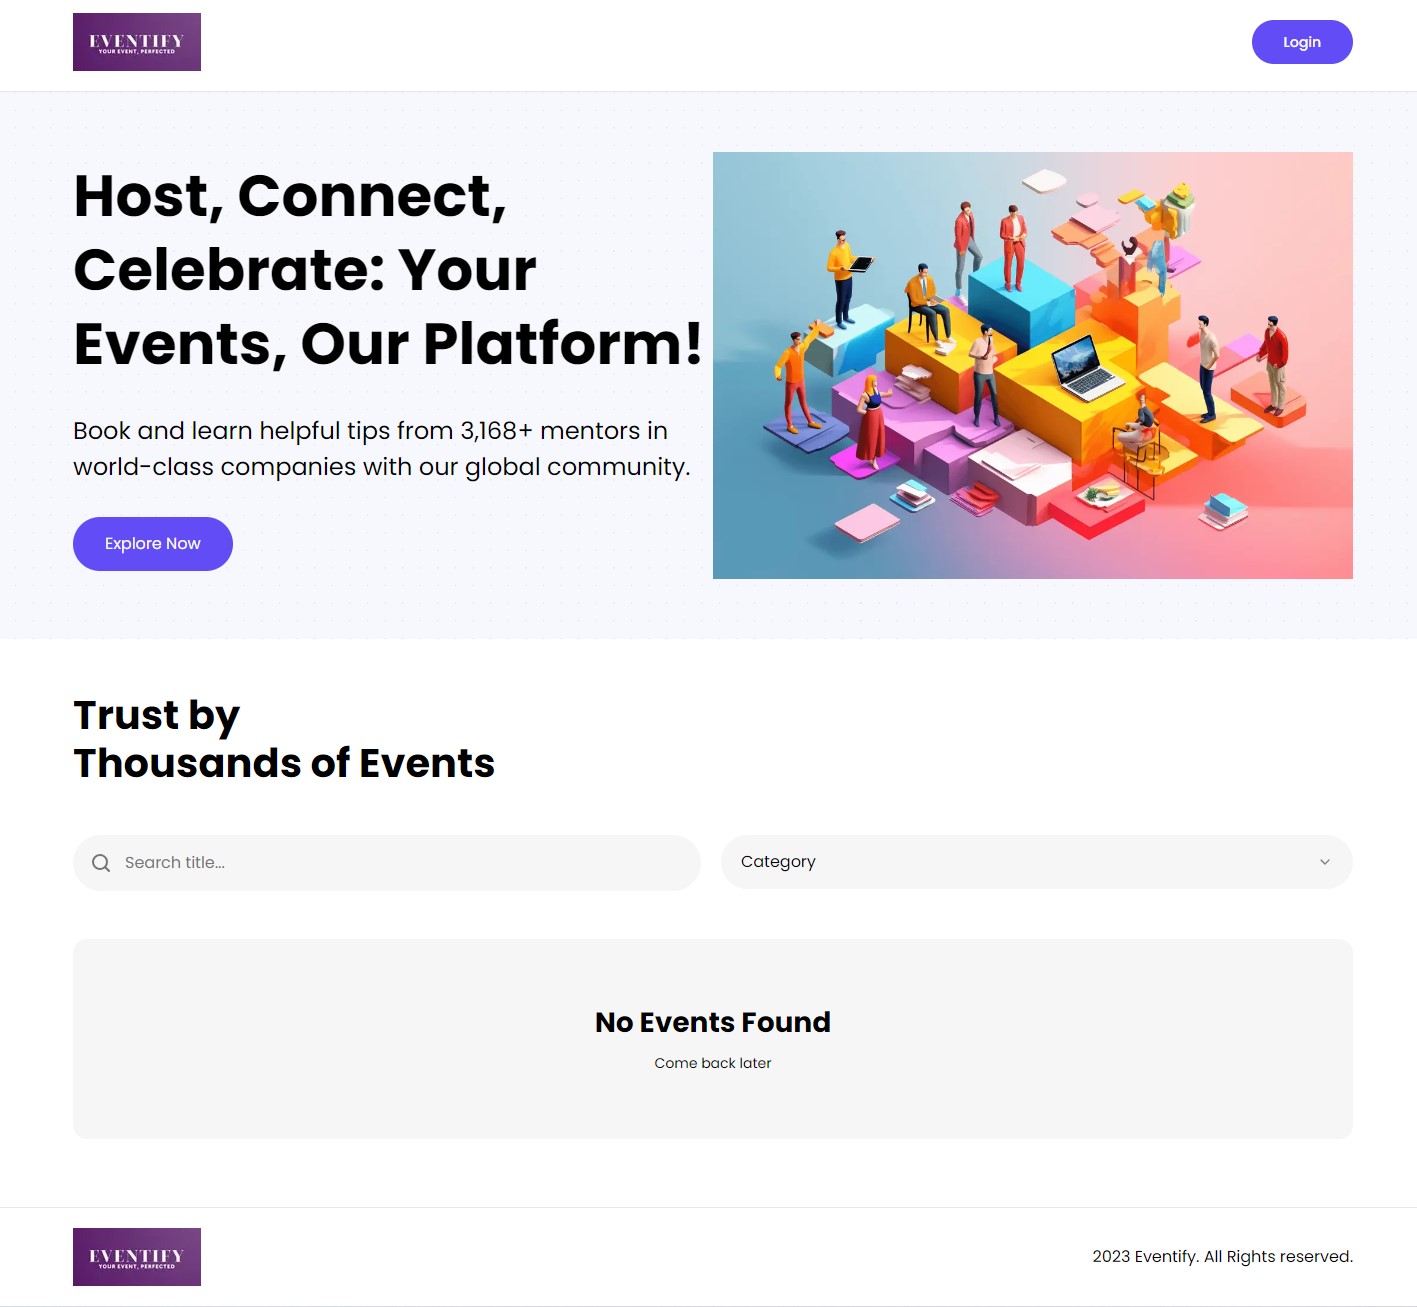 EVENTIFY
YOUR EVENT, PERFECTED
Login
Host, Connect,
Celebrate: Your
Events, Our Platform!
Book and learn helpful tips from 3,168+ mentors in
world-class companies with our global community.
Explore Now
Trust by
Thousands of Events
Search title...
Category
No Events Found
Come back later
EVENTIFY
YOUR EVENT, PERFECTED
2023 Eventify. All Rights reserved.